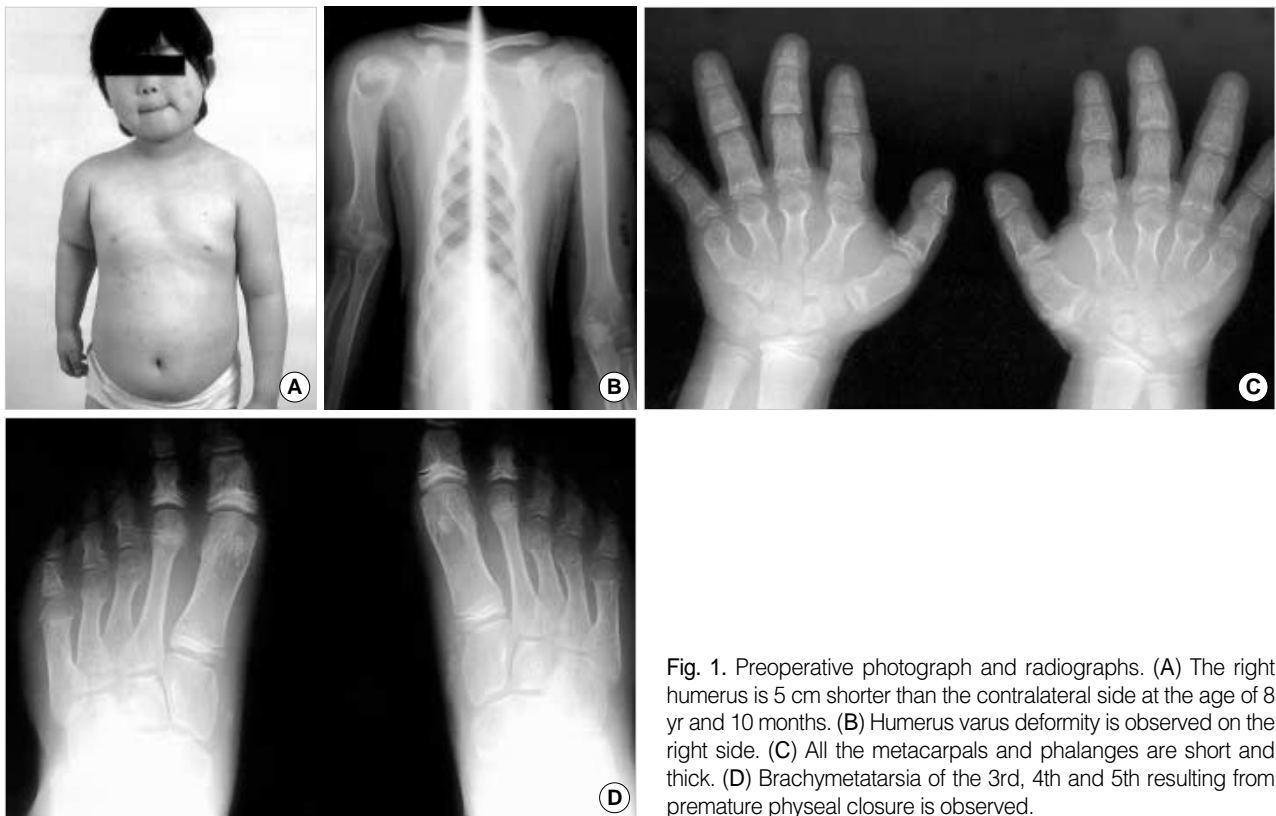 A
B
C
D
Fig. 1. Preoperative photograph and radiographs. (A) The right
humerus is 5 cm shorter than the contralateral side at the age of 8
yr and 10 months. (B) Humerus varus deformity is observed on the
right side. (C) All the metacarpals and phalanges are short and
thick. (D) Brachymetatarsia of the 3rd, 4th and 5th resulting from
premature physeal closure is observed.